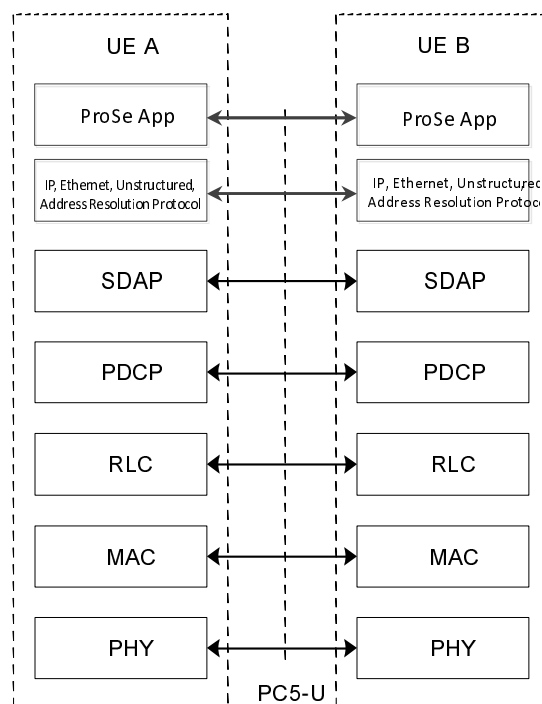 UE A
UE B
ProSe App
ProSe App
IP, Ethernet, Unstructured,
Address Resolution Protocol
IP, Ethernet, Unstructured
Address Resolution Protoco
SDAP
SDAP
PDCP
PDCP
RLC
RLC
MAC
MAC
PHY
PHY
PC5-U